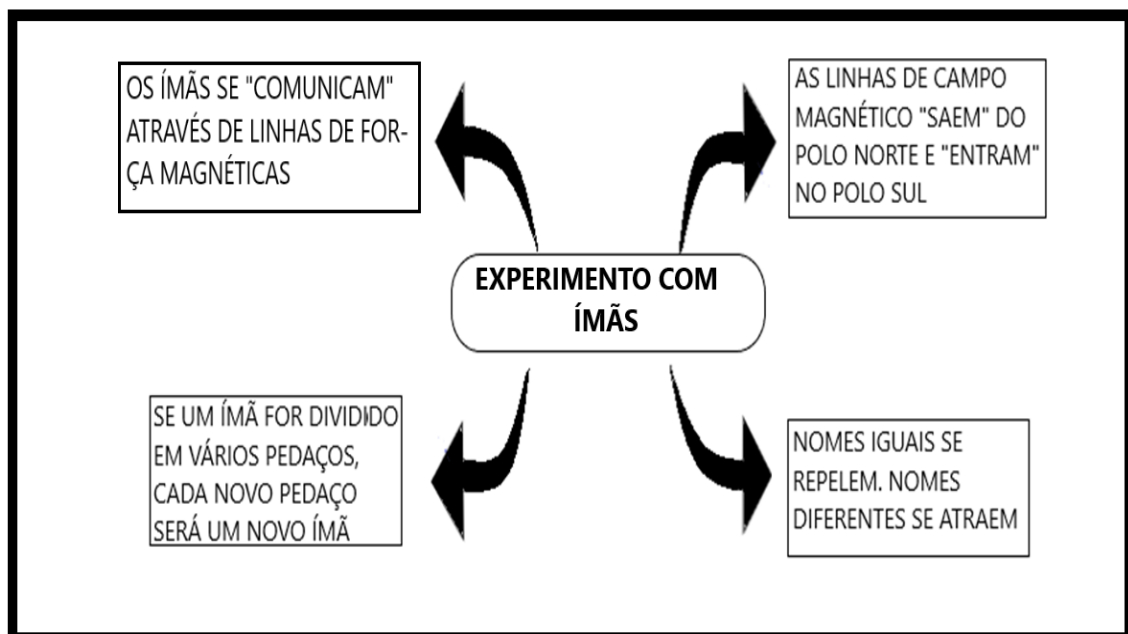 OS ÍMÃS SE "COMUNICAM"
ATRAVÉS DE LINHAS DE FOR-
ÇA MAGNÉTICAS
AS LINHAS DE CAMPO
MAGNÉTICO "SAEM" DO
POLO NORTE E "ENTRAM"
NO POLO SUL
EXPERIMENTO COM
ÍMÃS
SE UM ÍMÃ FOR DIVIDIDO
EM VÁRIOS PEDAÇOS,
CADA NOVO PEDAÇO
SERÁ UM NOVO ÍMÃ
NOMES IGUAIS SE
REPELEM. NOMES
DIFERENTES SE ATRAEM